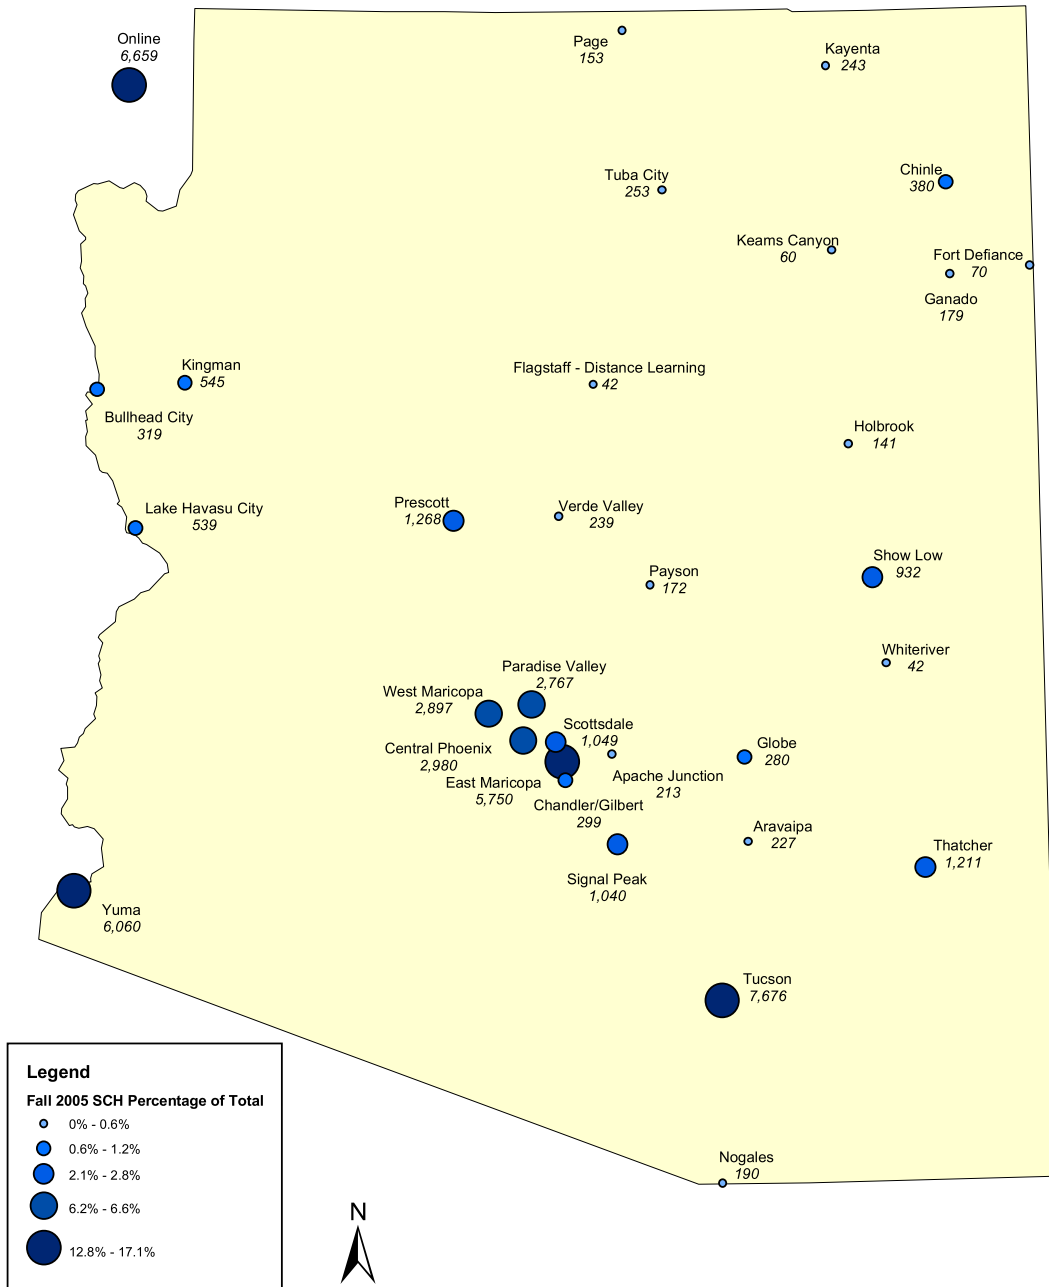 Online
6,659
Page
153
Kayenta
243
Chinle
380
Tuba City
253
Keams Canyon
60
Fort Defiance
70
Ganado
179
Kingman
545
Bullhead City
319
Flagstaff - Distance Learning
42
Holbrook
141
Lake Havasu City
539
Prescott
1,268
Verde Valley
239
Show Low
932
Payson
172
Whiteriver
42
Paradise Valley
2,767
West Maricopa
2,897
Scottsdale
1,049
Central Phoenix
2,980
Globe
280
East Maricopa
5,750
Apache Junction
213
Chandler/Gilbert
299
Aravaipa
227
Thatcher
1,211
Signal Peak
1,040
Yuma
6,060
Tucson
7,676
Nogales
190
Legend
Fall 2005 SCH Percentage of Total
0% - 0.6%
0.6% - 1.2%
2.1% - 2.8%
6.2% - 6.6%
12.8% - 17.1%
N